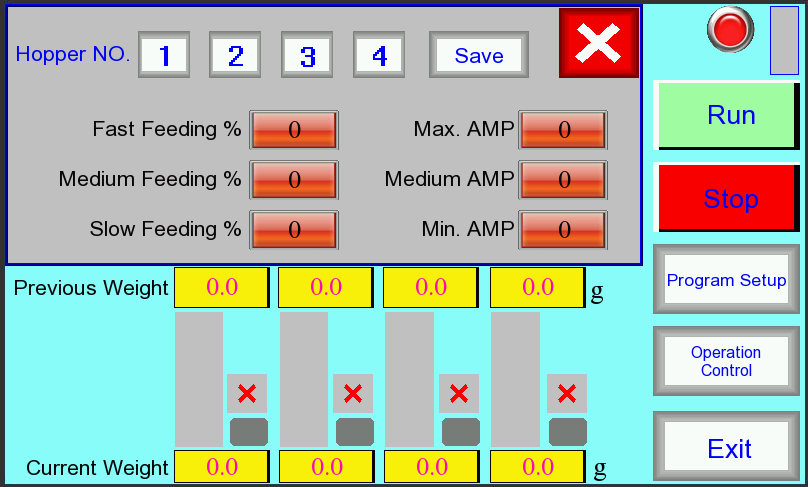 Hopper NO. 1 2 3 4 Save
Fast Feeding % 0 Max. AMP 0
Medium Feeding % 0 Medium AMP 0
Slow Feeding % 0 Min. AMP 0
Run
Stop
Program Setup
Previous Weight 0.0 0.0 0.0 0.0 g
Operation
Control
Current Weight 0.0 0.0 0.0 0.0 g
Exit